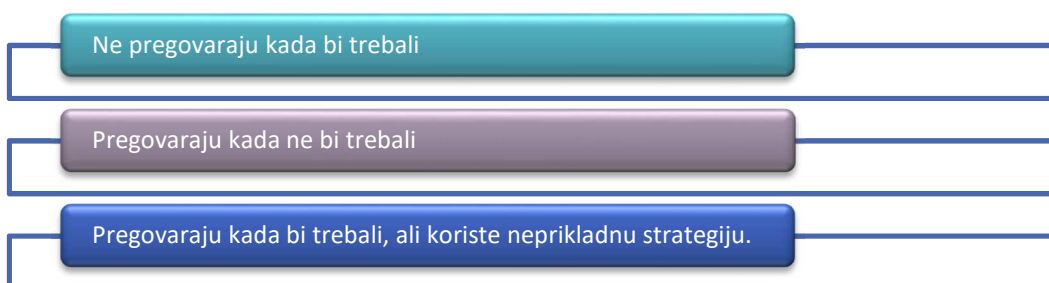 Ne pregovaraju kada bi trebali
Pregovaraju kada ne bi trebali
Pregovaraju kada bi trebali, ali koriste neprikladnu strategiju.